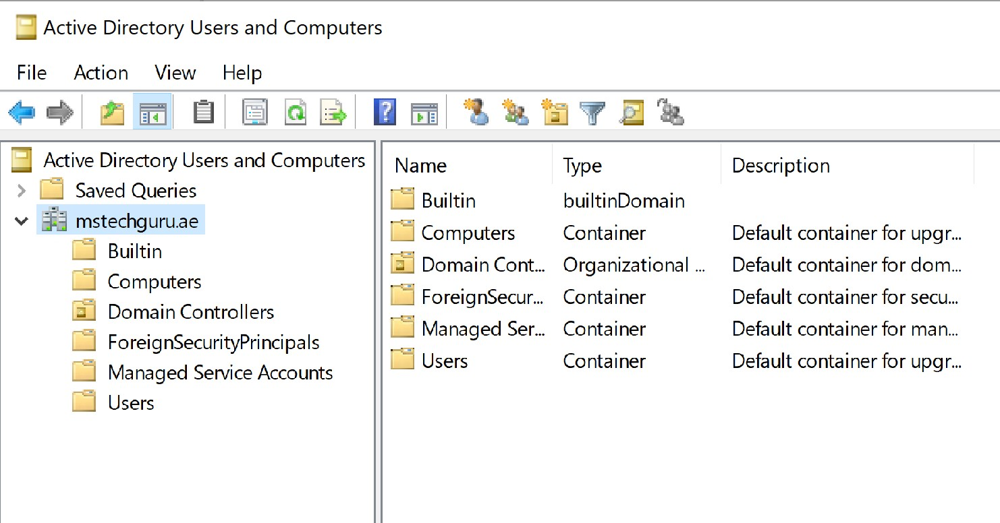 Active Directory Users and Computers
File Action View Help
Active Directory Users and Computers
Saved Queries
mstechguru.ae
Builtin
Computers
Domain Controllers
ForeignSecurityPrincipals
Managed Service Accounts
Users
Name Type Description
Builtin builtinDomain
Computers Container Default container for upgr...
Domain Cont... Organizational ... Default container for dom...
ForeignSecur... Container Default container for secu...
Managed Ser... Container Default container for man...
Users Container Default container for upgr...